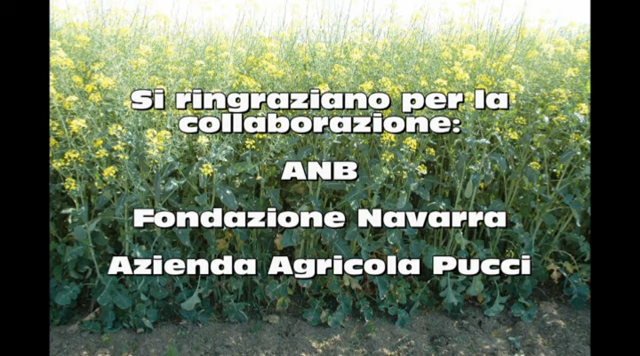 Si ringraziano per la
collaborazione:
ANB
Fondazione Navarra
Azienda Agricola Pucci